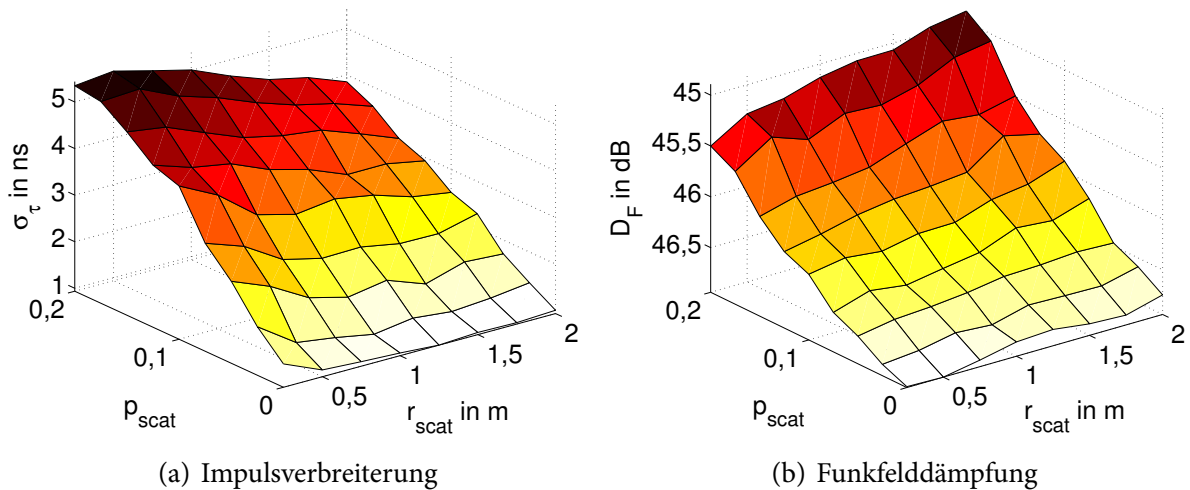 5
4
3
2
1
σ_τ in ns
0,2
0,1
0
p_scat
0,5
1
1,5
2
r_scat in m
(a) Impulsverbreiterung
45
45,5
46
46,5
D_F in dB
0,2
0,1
0
p_scat
0,5
1
1,5
2
r_scat in m
(b) Funkfelddämpfung